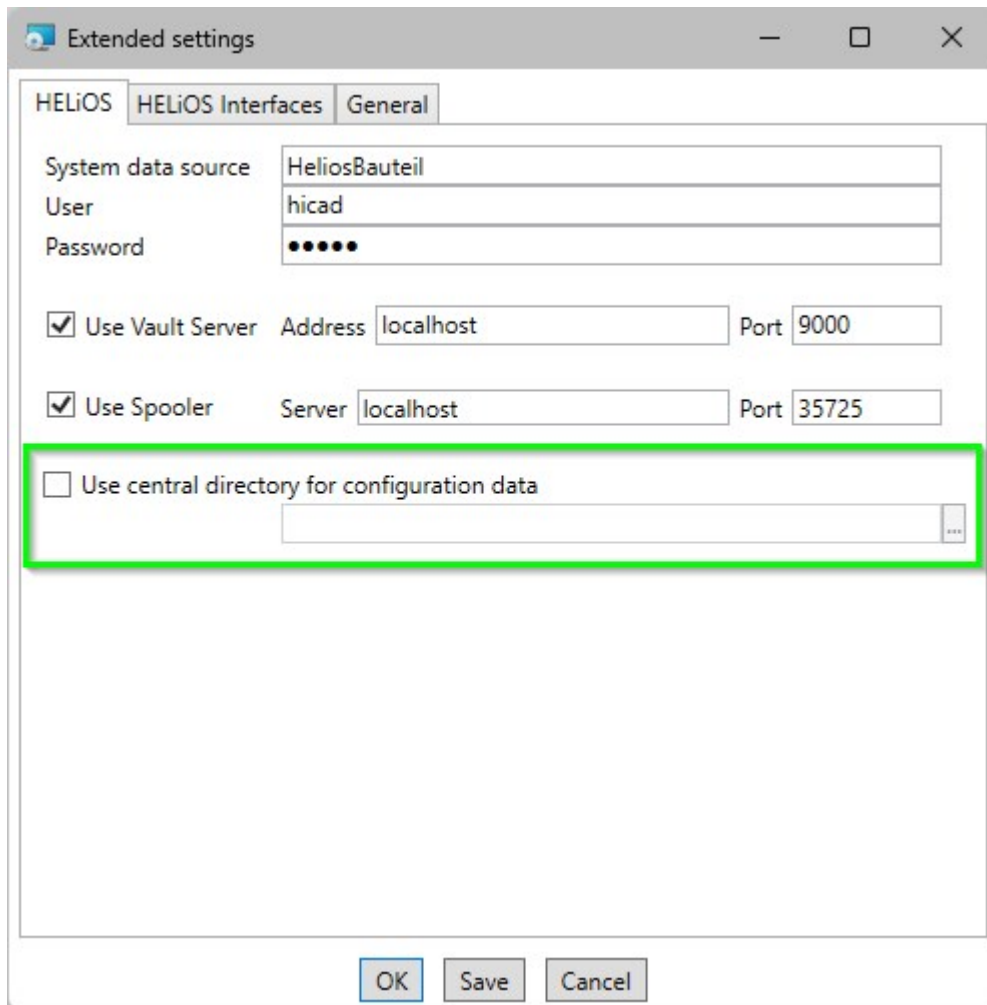 Extended settings
HELiOS HELiOS Interfaces General
System data source HeliosBauteil
User hicad
Password •••••
Use Vault Server Address localhost Port 9000
Use Spooler Server localhost Port 35725
Use central directory for configuration data
...
OK Save Cancel